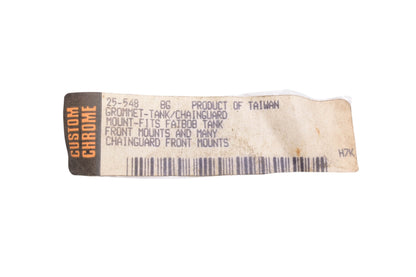 CUSTOM
CHROME
25-548 BG PRODUCT OF TAIWAN
GROMMET-TANK/CHAINGUARD
MOUNT-FITS FATBOB TANK
FRONT MOUNTS AND MANY
CHAINGUARD FRONT MOUNTS
H7K